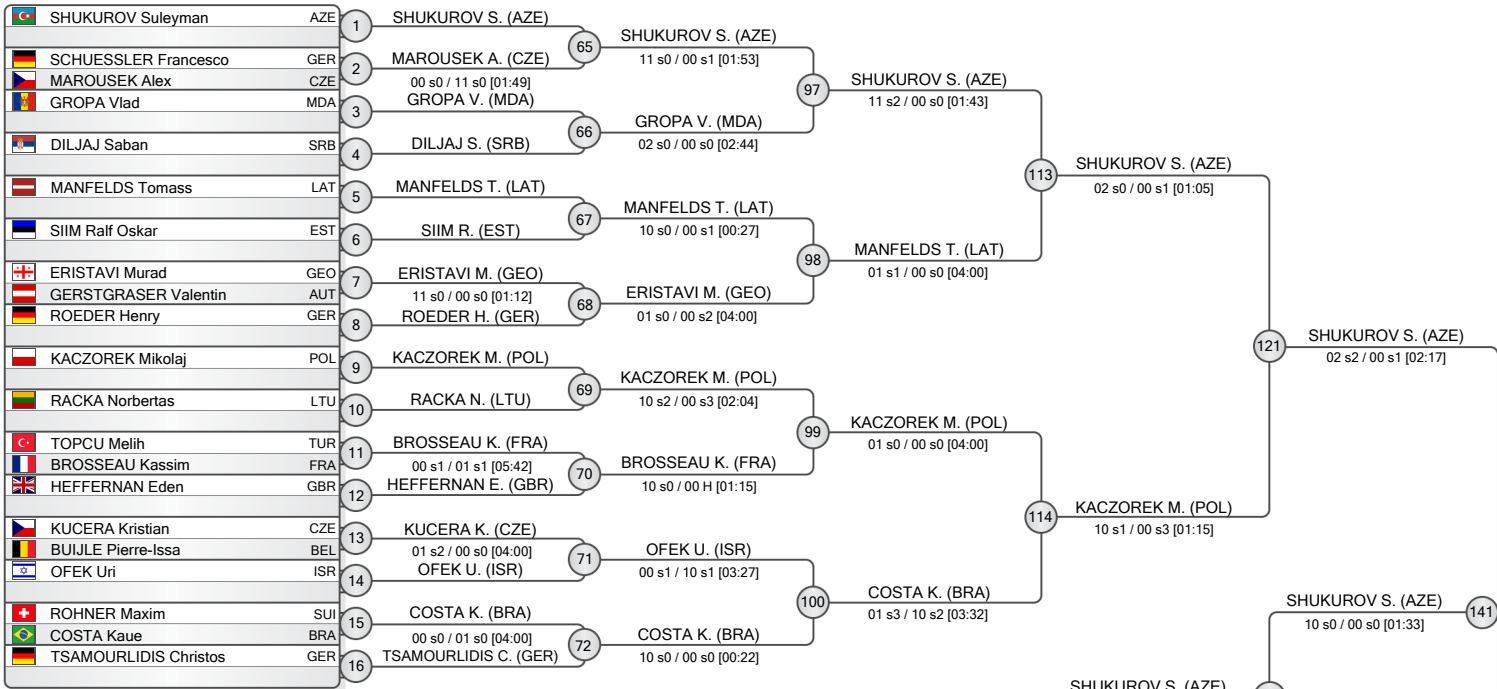 SHUKUROV Suleyman AZE
SCHUESSLER Francesco GER
MAROUSEK Alex CZE
GROPA Vlad MDA
DILJAJ Saban SRB
MANFELDS Tomass LAT
SIIM Ralf Oskar EST
ERISTAVI Murad GEO
GERSTGRASER Valentin AUT
ROEDER Henry GER
KACZOREK Mikolaj POL
RACKA Norbertas LTU
TOPCU Melih TUR
BROSSEAU Kassim FRA
HEFFERNAN Eden GBR
KUCERA Kristian CZE
BUIJLE Pierre-Issa BEL
OFEK Uri ISR
ROHNER Maxim SUI
COSTA Kaue BRA
TSAMOURLIDIS Christos GER
1
2
3
4
5
6
7
8
9
10
11
12
13
14
15
16
SHUKUROV S. (AZE)
MAROUSEK A. (CZE)
00 s0 / 11 s0 [01:49]
GROPA V. (MDA)
DILJAJ S. (SRB)
MANFELDS T. (LAT)
SIIM R. (EST)
ERISTAVI M. (GEO)
11 s0 / 00 s0 [01:12]
ROEDER H. (GER)
KACZOREK M. (POL)
RACKA N. (LTU)
BROSSEAU K. (FRA)
00 s1 / 01 s1 [05:42]
HEFFERNAN E. (GBR)
KUCERA K. (CZE)
01 s2 / 00 s0 [04:00]
OFEK U. (ISR)
COSTA K. (BRA)
00 s0 / 01 s0 [04:00]
TSAMOURLIDIS C. (GER)
65
66
67
68
69
70
71
72
SHUKUROV S. (AZE)
11 s0 / 00 s1 [01:53]
GROPA V. (MDA)
02 s0 / 00 s0 [02:44]
MANFELDS T. (LAT)
10 s0 / 00 s1 [00:27]
ERISTAVI M. (GEO)
01 s0 / 00 s2 [04:00]
KACZOREK M. (POL)
10 s2 / 00 s3 [02:04]
BROSSEAU K. (FRA)
10 s0 / 00 H [01:15]
OFEK U. (ISR)
00 s1 / 10 s1 [03:27]
COSTA K. (BRA)
10 s0 / 00 s0 [00:22]
97
98
99
100
SHUKUROV S. (AZE)
11 s2 / 00 s0 [01:43]
MANFELDS T. (LAT)
01 s1 / 00 s0 [04:00]
KACZOREK M. (POL)
01 s0 / 00 s0 [04:00]
COSTA K. (BRA)
01 s3 / 10 s2 [03:32]
113
114
SHUKUROV S. (AZE)
02 s0 / 00 s1 [01:05]
KACZOREK M. (POL)
10 s1 / 00 s3 [01:15]
121
SHUKUROV S. (AZE)
02 s2 / 00 s1 [02:17]
SHUKUROV S. (AZE)
10 s0 / 00 s0 [01:33]
141
SHUKUROV S. (AZE)